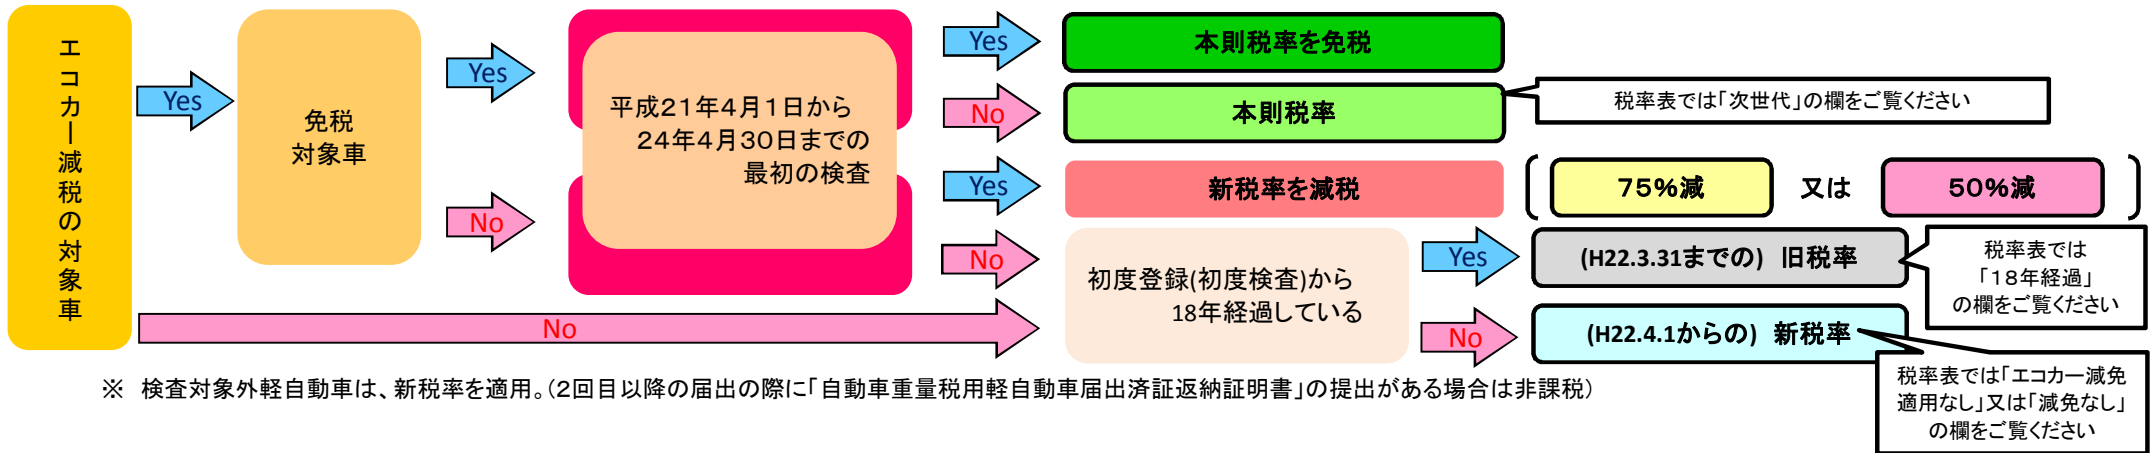 エコカー減税の対象車
Yes
免税
対象車
Yes
No
平成21年4月1日から
24年4月30日までの
最初の検査
Yes
本則税率を免税
No
本則税率
税率表では「次世代」の欄をご覧ください
Yes
新税率を減税
75%減
又は
50%減
No
初度登録(初度検査)から
18年経過している
Yes
(H22.3.31までの) 旧税率
税率表では
「18年経過」
の欄をご覧ください
No
No
(H22.4.1からの) 新税率
税率表では「エコカー減免
適用なし」又は「減免なし」
の欄をご覧ください
※ 検査対象外軽自動車は、新税率を適用。(2回目以降の届出の際に「自動車重量税用軽自動車届出済証返納証明書」の提出がある場合は非課税)